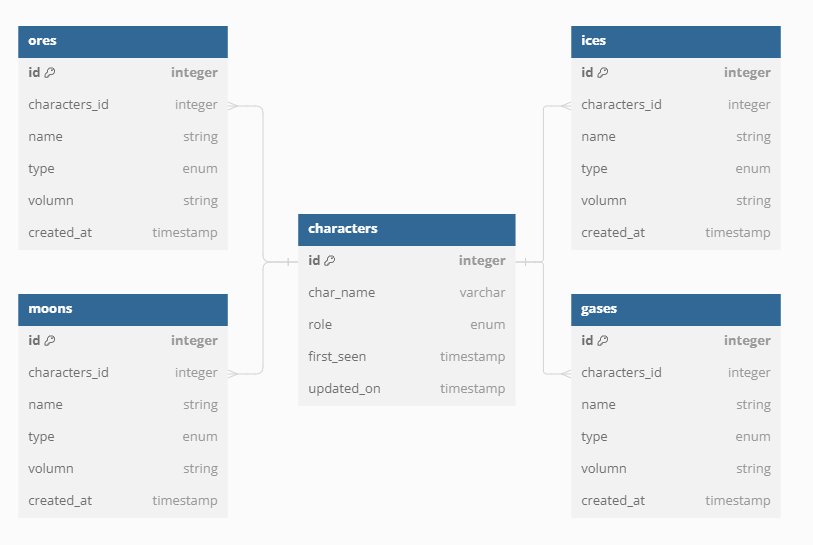 ores
id integer
characters_id integer
name string
type enum
volumn string
created_at timestamp
moons
id integer
characters_id integer
name string
type enum
volumn string
created_at timestamp
characters
id integer
char_name varchar
role enum
first_seen timestamp
updated_on timestamp
ices
id integer
characters_id integer
name string
type enum
volumn string
created_at timestamp
gases
id integer
characters_id integer
name string
type enum
volumn string
created_at timestamp